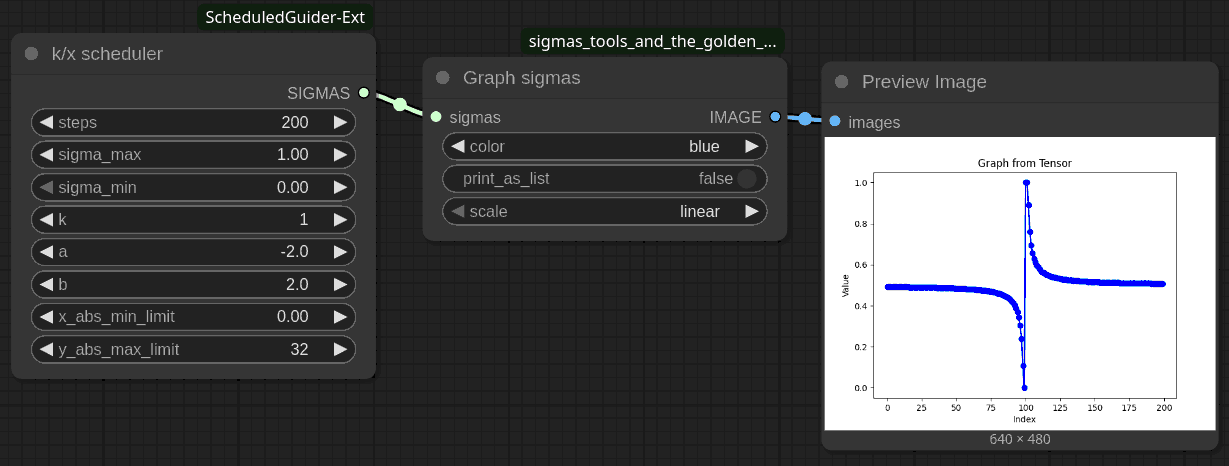 ScheduledGuider-Ext
k/x scheduler
SIGMAS
steps 200
sigma_max 1.00
sigma_min 0.00
k 1
a -2.0
b 2.0
x_abs_min_limit 0.00
y_abs_max_limit 32
sigmas_tools_and_the_golden_...
Graph sigmas
sigmas IMAGE
color blue
print_as_list false
scale linear
Preview Image
images
Graph from Tensor
1.0
0.8
0.6
0.4
0.2
0.0
Value
0 25 50 75 100 125 150 175 200
Index
640 × 480